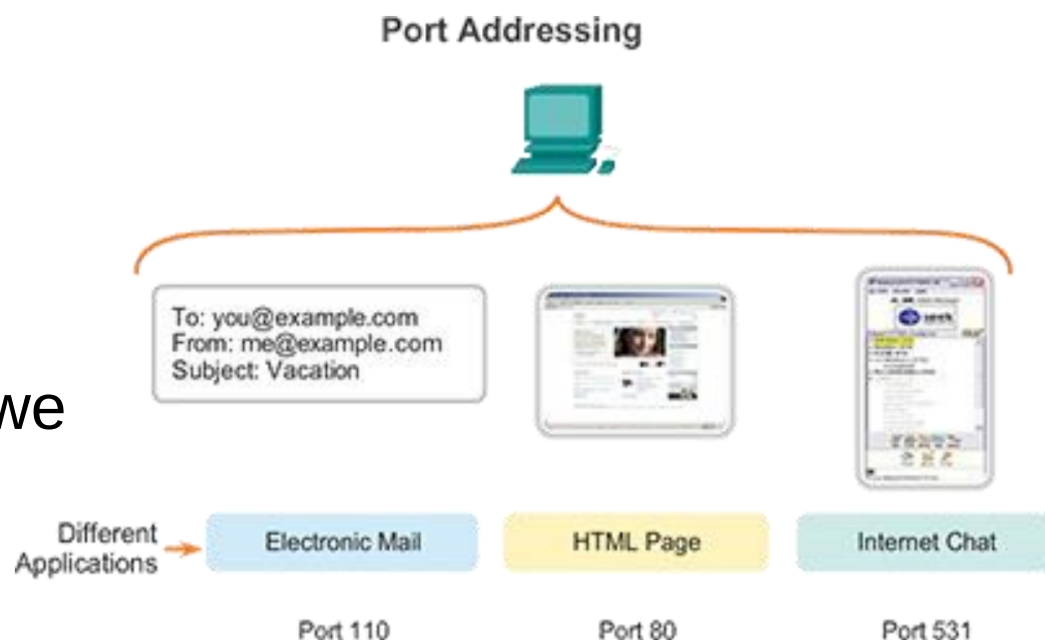 Port Addressing
To: you@example.com
From: me@example.com
Subject: Vacation
we
Different
Applications
Electronic Mail
HTML Page
Internet Chat
Port 110
Port 80
Port 531